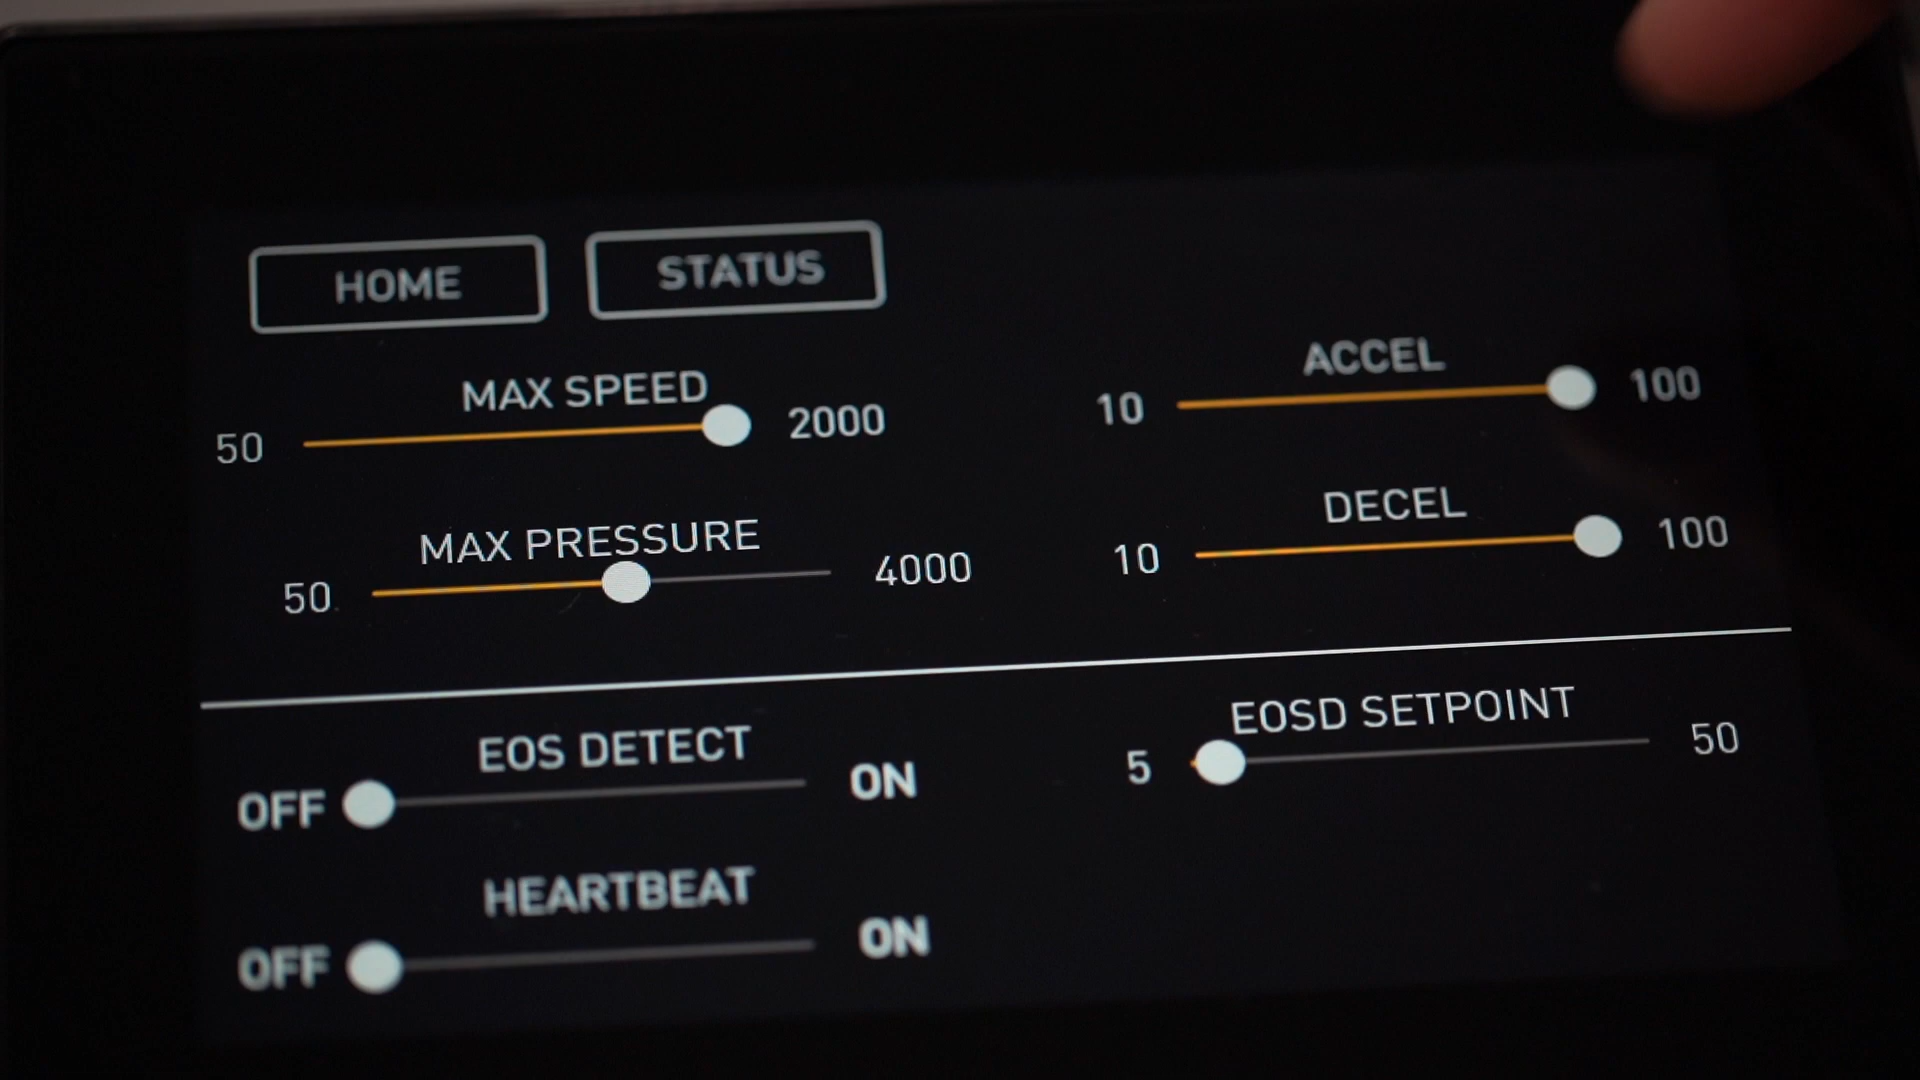 HOME
STATUS
MAX SPEED
50
2000
ACCEL
10
100
MAX PRESSURE
50
4000
DECEL
10
100
EOS DETECT
OFF
ON
EOSD SETPOINT
5
50
HEARTBEAT
OFF
ON